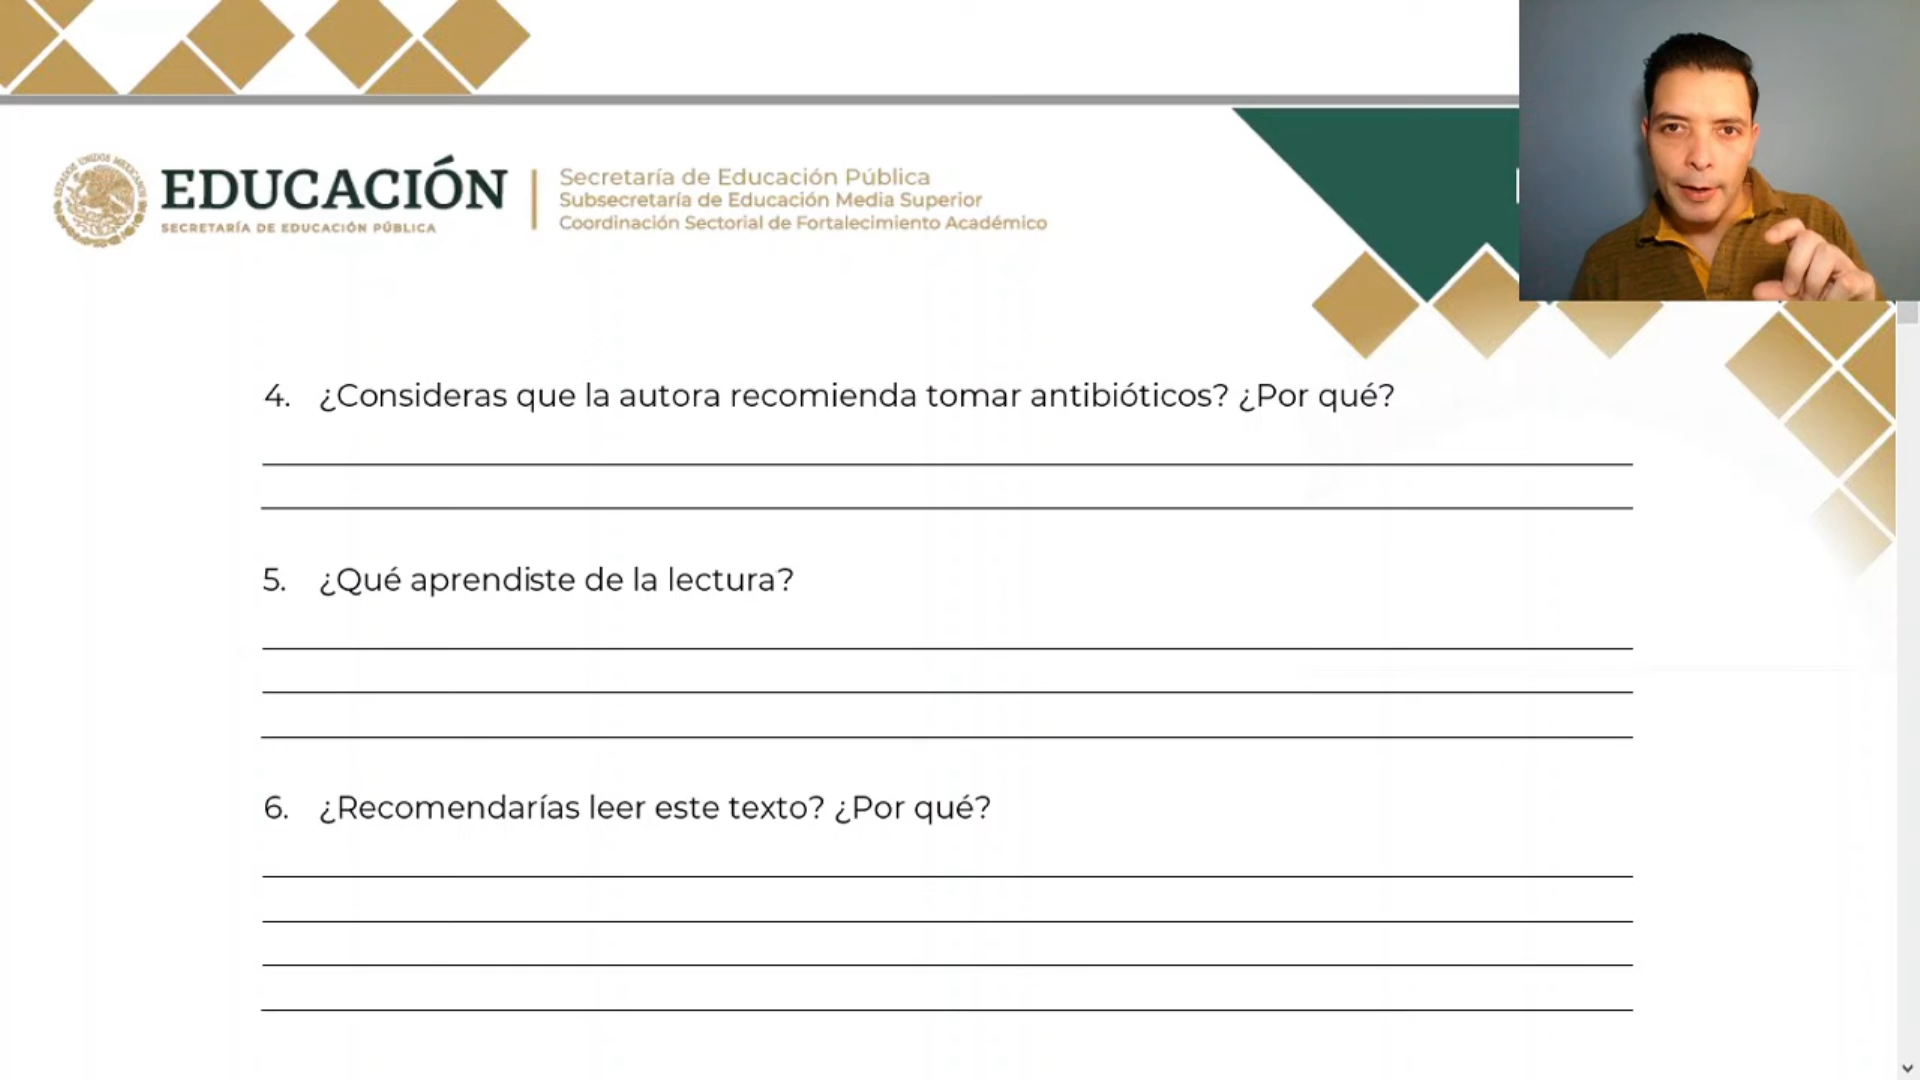 EDUCACIÓN
SECRETARÍA DE EDUCACIÓN PÚBLICA
Secretaría de Educación Pública
Subsecretaría de Educación Media Superior
Coordinación Sectorial de Fortalecimiento Académico
4. ¿Consideras que la autora recomienda tomar antibióticos? ¿Por qué?
5. ¿Qué aprendiste de la lectura?
6. ¿Recomendarías leer este texto? ¿Por qué?